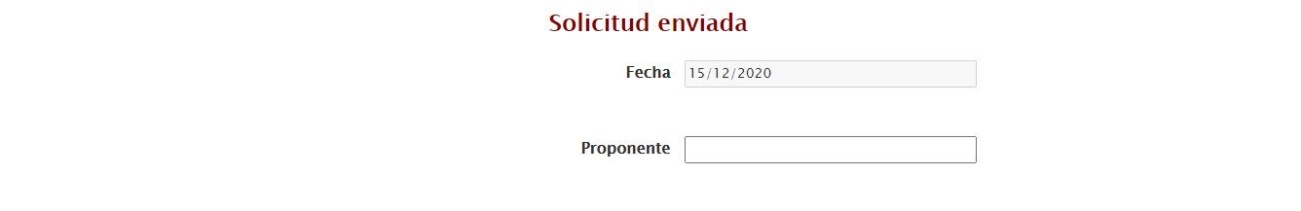 Solicitud enviada
Fecha 15/12/2020
Proponente